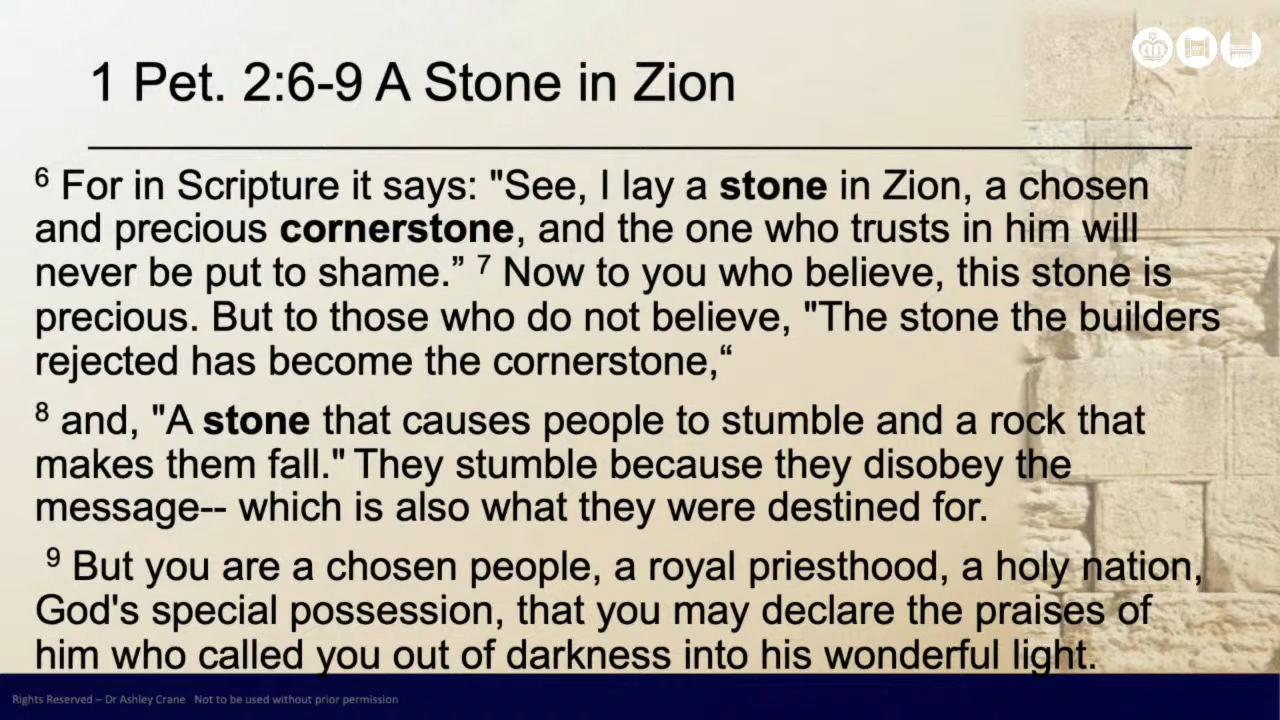 1 Pet. 2:6-9 A Stone in Zion
6 For in Scripture it says: "See, I lay a stone in Zion, a chosen
and precious cornerstone, and the one who trusts in him will
never be put to shame.” 7 Now to you who believe, this stone is
precious. But to those who do not believe, "The stone the builders
rejected has become the cornerstone,“
8 and, "A stone that causes people to stumble and a rock that
makes them fall." They stumble because they disobey the
message-- which is also what they were destined for.
9 But you are a chosen people, a royal priesthood, a holy nation,
God's special possession, that you may declare the praises of
him who called you out of darkness into his wonderful light.
Rights Reserved – Dr Ashley Crane Not to be used without prior permission